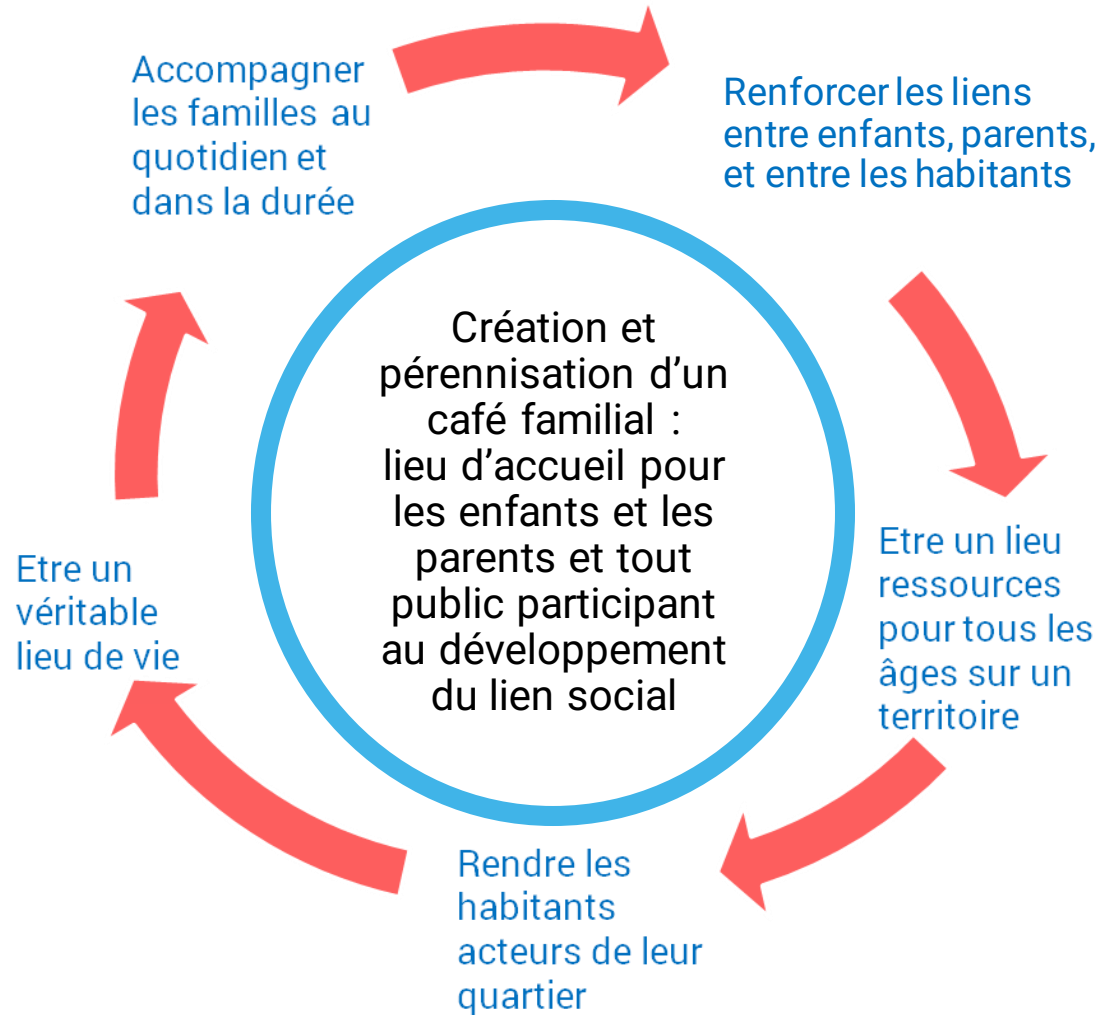 Accompagner
les familles au
quotidien et
dans la durée
Renforcer les liens
entre enfants, parents,
et entre les habitants
Création et
pérennisation d’un
café familial :
lieu d’accueil pour
les enfants et les
parents et tout
public participant
au développement
du lien social
Etre un lieu
ressources
pour tous les
âges sur un
territoire
Rendre les
habitants
acteurs de leur
quartier
Etre un
véritable
lieu de vie